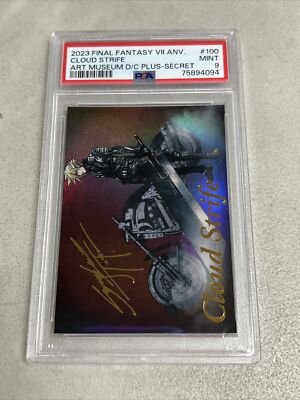 2023 FINAL FANTASY VII ANV.
#100
CLOUD STRIFE
MINT
ART MUSEUM D/C PLUS-SECRET
9
PSA
75894094
Cloud Strife